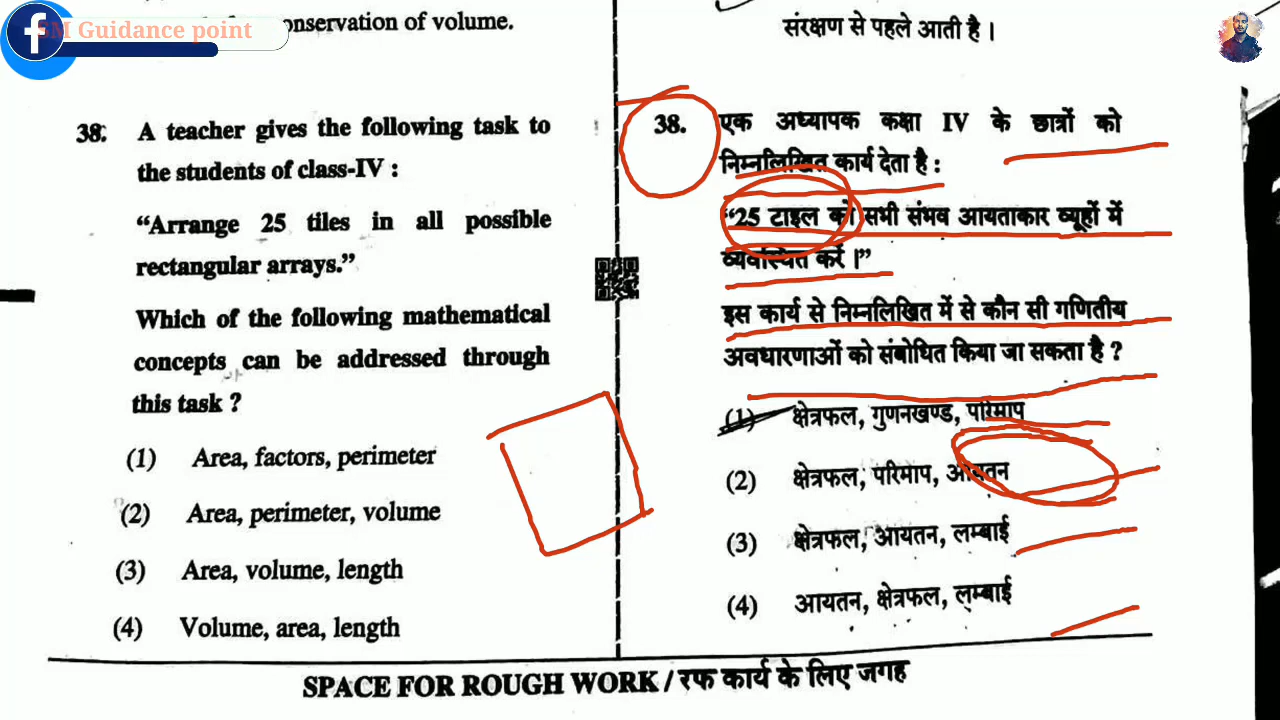 SM Guidance point
onservation of volume.
38. A teacher gives the following task to
the students of class-IV :
“Arrange 25 tiles in all possible
rectangular arrays.”
Which of the following mathematical
concepts can be addressed through
this task ?
(1) Area, factors, perimeter
(2) Area, perimeter, volume
(3) Area, volume, length
(4) Volume, area, length
संरक्षण से पहले आती है ।
38. एक अध्यापक कक्षा IV के छात्रों को
निम्नलिखित कार्य देता है :
“25 टाइल को सभी संभव आयताकार व्यूहों में
व्यवस्थित करें ।”
इस कार्य से निम्नलिखित में से कौन सी गणितीय
अवधारणाओं को संबोधित किया जा सकता है ?
(1) क्षेत्रफल, गुणनखण्ड, परिमाप
(2) क्षेत्रफल, परिमाप, आयतन
(3) क्षेत्रफल, आयतन, लम्बाई
(4) आयतन, क्षेत्रफल, लम्बाई
SPACE FOR ROUGH WORK / रफ कार्य के लिए जगह